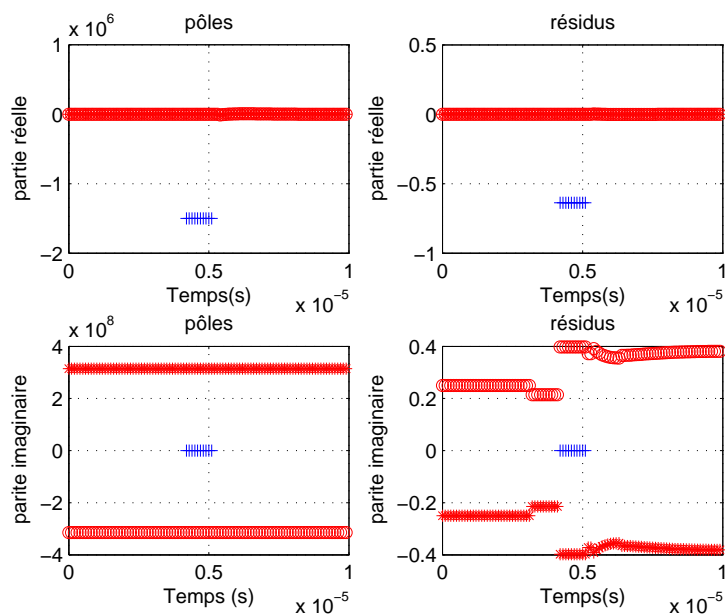 x 10^6
pôles
1
0
−1
−2
partie réelle
0
0.5
1
Temps(s)
x 10^−5
résidus
0.5
0
−0.5
−1
partie réelle
0
0.5
1
Temps(s)
x 10^−5
x 10^8
pôles
4
2
0
−2
−4
parite imaginaire
0
0.5
1
Temps (s)
x 10^−5
résidus
0.4
0.2
0
−0.2
−0.4
parite imaginaire
0
0.5
1
Temps(s)
x 10^−5